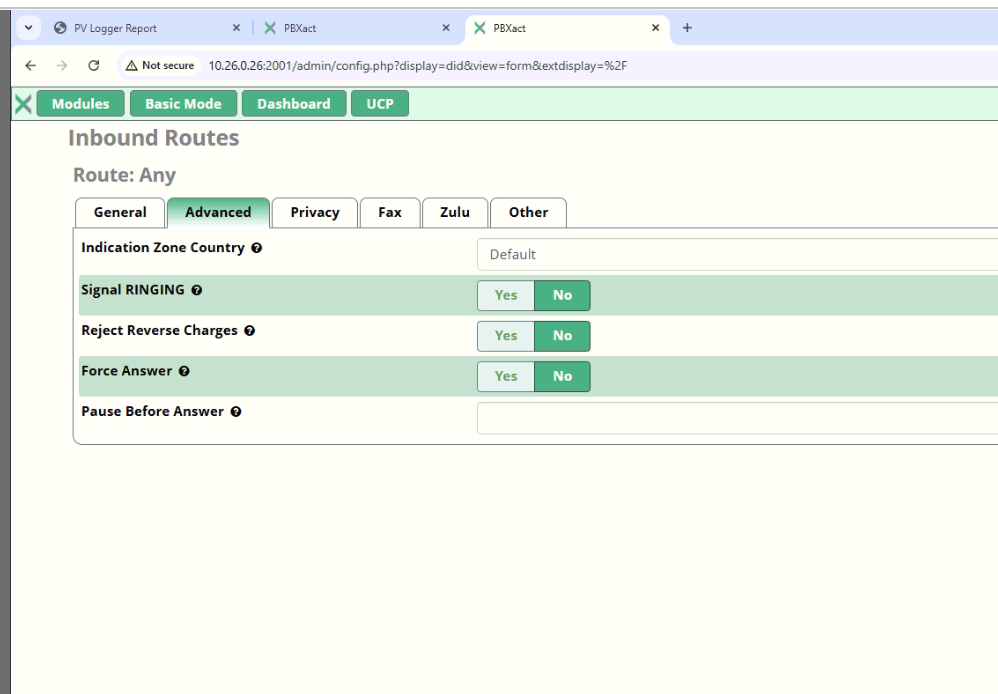 PV Logger Report
PBXact
PBXact
Not secure 10.26.0.26:2001/admin/config.php?display=did&view=form&extdisplay=%2F
Modules Basic Mode Dashboard UCP
Inbound Routes
Route: Any
General Advanced Privacy Fax Zulu Other
Indication Zone Country Default
Signal RINGING Yes No
Reject Reverse Charges Yes No
Force Answer Yes No
Pause Before Answer